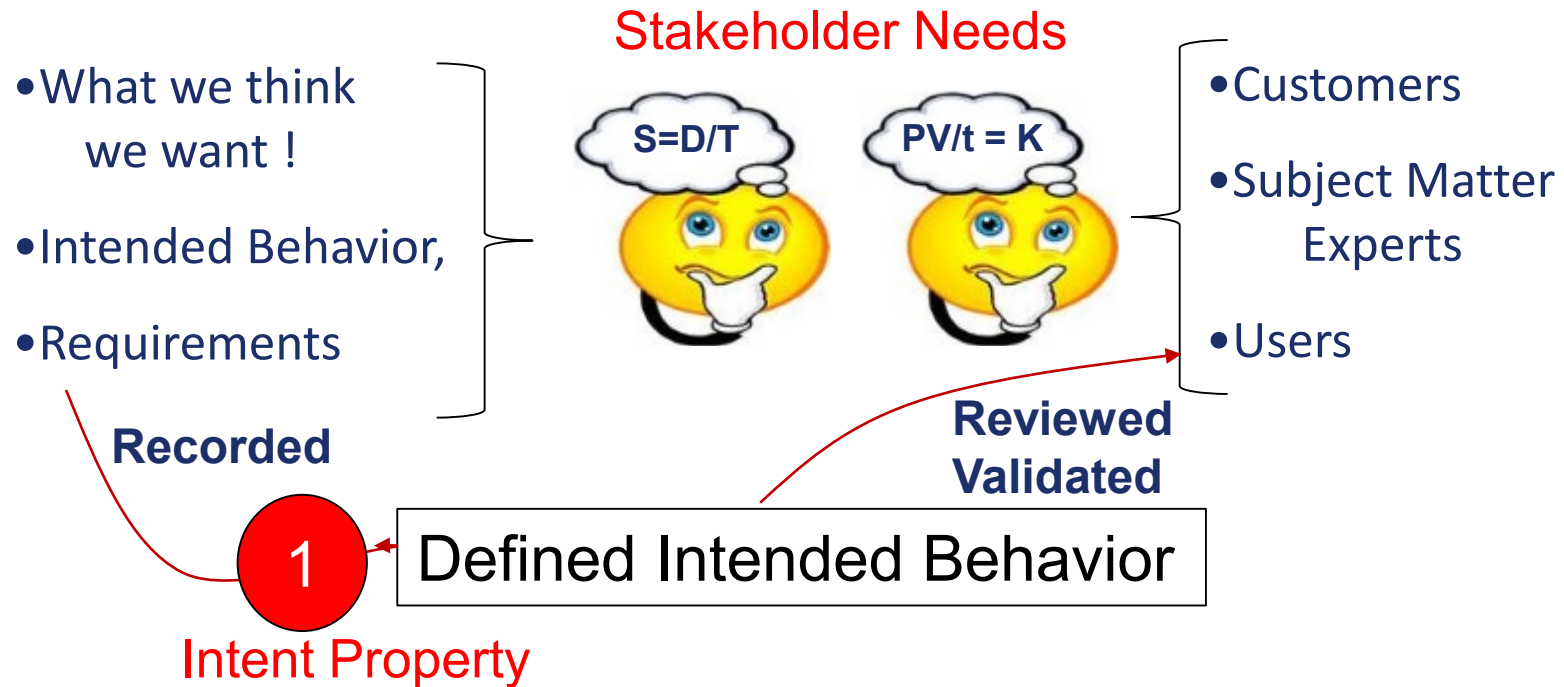 Stakeholder Needs
•What we think
we want !
•Intended Behavior,
•Requirements
S=D/T
PV/t = K
•Customers
•Subject Matter
Experts
•Users
Recorded
Reviewed
Validated
1
Defined Intended Behavior
Intent Property